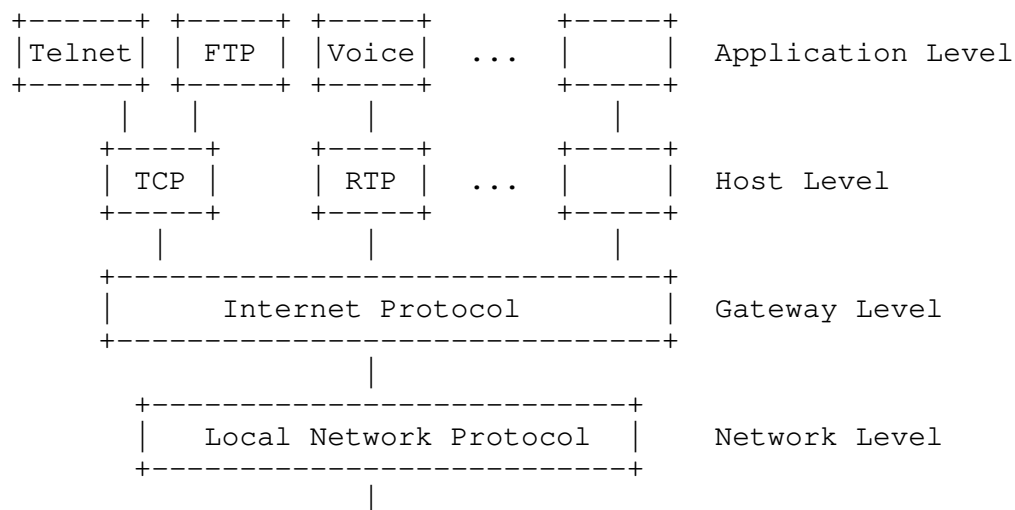 +------+ +-----+ +-----+       +-----+
|Telnet| | FTP | |Voice|  ...  |     |  Application Level
+------+ +-----+ +-----+       +-----+
      |   |         |             |
     +-----+     +-----+       +-----+
     | TCP |     | RTP |  ...  |     |  Host Level
     +-----+     +-----+       +-----+
        |           |             |
     +-------------------------------+
     |      Internet Protocol        |  Gateway Level
     +-------------------------------+
                    |
       +---------------------------+
       |   Local Network Protocol  |    Network Level
       +---------------------------+
                    |